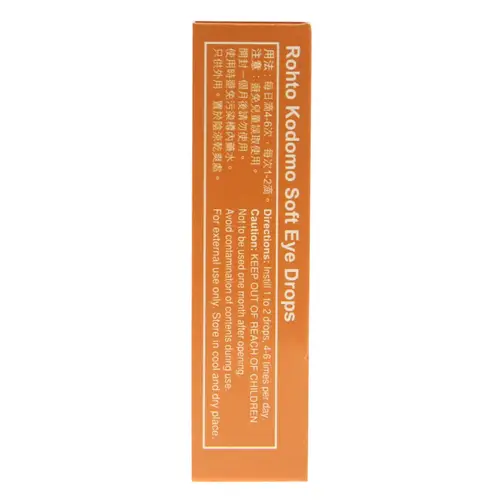 Rohto Kodomo Soft Eye Drops
用法：每日滴4-6次，每次1-2滴。
注意：避免兒童誤取使用。
開封一個月後請勿使用。
使用時避免污染樽內藥水。
只供外用。置於陰涼乾爽處。
Directions: Instill 1 to 2 drops, 4-6 times per day.
Caution: KEEP OUT OF REACH OF CHILDREN
Not to be used one month after opening.
Avoid contamination of contents during use.
For external use only. Store in cool and dry place.